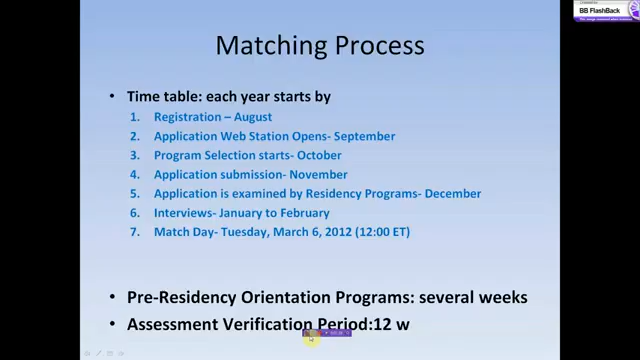 BB FlashBack
Matching Process
• Time table: each year starts by
1. Registration – August
2. Application Web Station Opens- September
3. Program Selection starts- October
4. Application submission- November
5. Application is examined by Residency Programs- December
6. Interviews- January to February
7. Match Day- Tuesday, March 6, 2012 (12:00 ET)
• Pre-Residency Orientation Programs: several weeks
• Assessment Verification Period:12 w